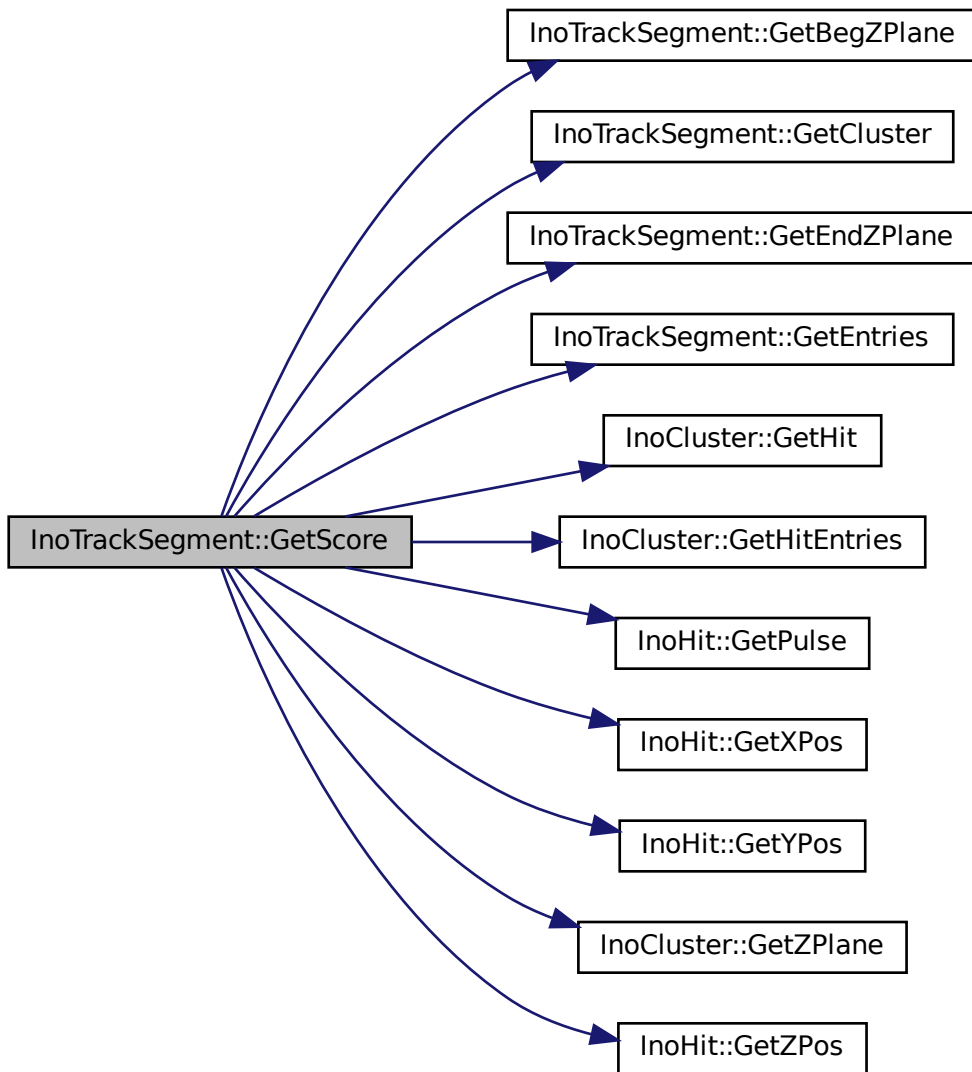 InoTrackSegment::GetBegZPlane
InoTrackSegment::GetCluster
InoTrackSegment::GetEndZPlane
InoTrackSegment::GetEntries
InoCluster::GetHit
InoTrackSegment::GetScore
InoCluster::GetHitEntries
InoHit::GetPulse
InoHit::GetXPos
InoHit::GetYPos
InoCluster::GetZPlane
InoHit::GetZPos